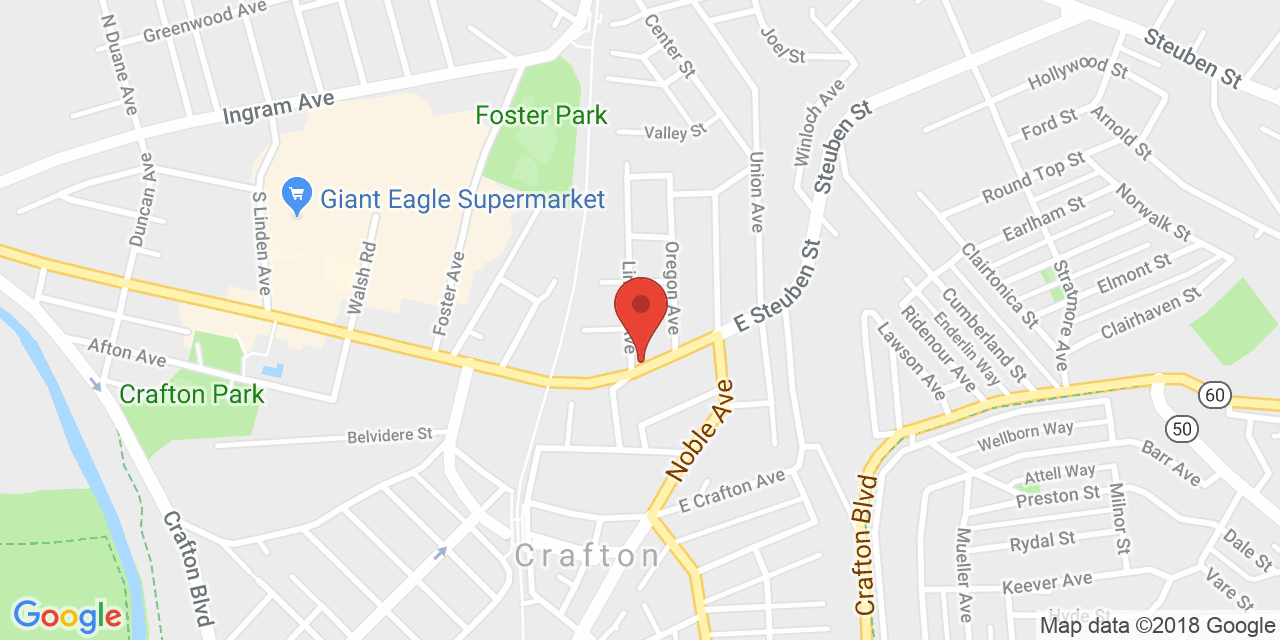 Greenwood Ave
N Duane Ave
Ingram Ave
Center St
Joe/St
Steuben St
Hollywood St
Foster Park
Valley St
Winloch Ave
Steuben St
Ford St
Arnold St
Union Ave
Round Top St
Duncan Ave
S Linden Ave
Giant Eagle Supermarket
Earlham St
Norwalk St
Walsh Rd
Foster Ave
Oregon Ave
E Steuben St
Clairtonica St
Stratmore Ave
Elmont St
Clairhaven St
Cumberland St
Enderlin Way
Ridenour Ave
Lawson Ave
Afton Ave
Crafton Park
60
50
Belvidere St
Noble Ave
Wellborn Way
Barr Ave
E Crafton Ave
Attell Way
Preston St
Milnor St
Crafton Blvd
Crafton Blvd
Crafton
Mueller Ave
Rydal St
Dale St
Keever Ave
Vare St
Hyde St
Google
Map data ©2018 Google